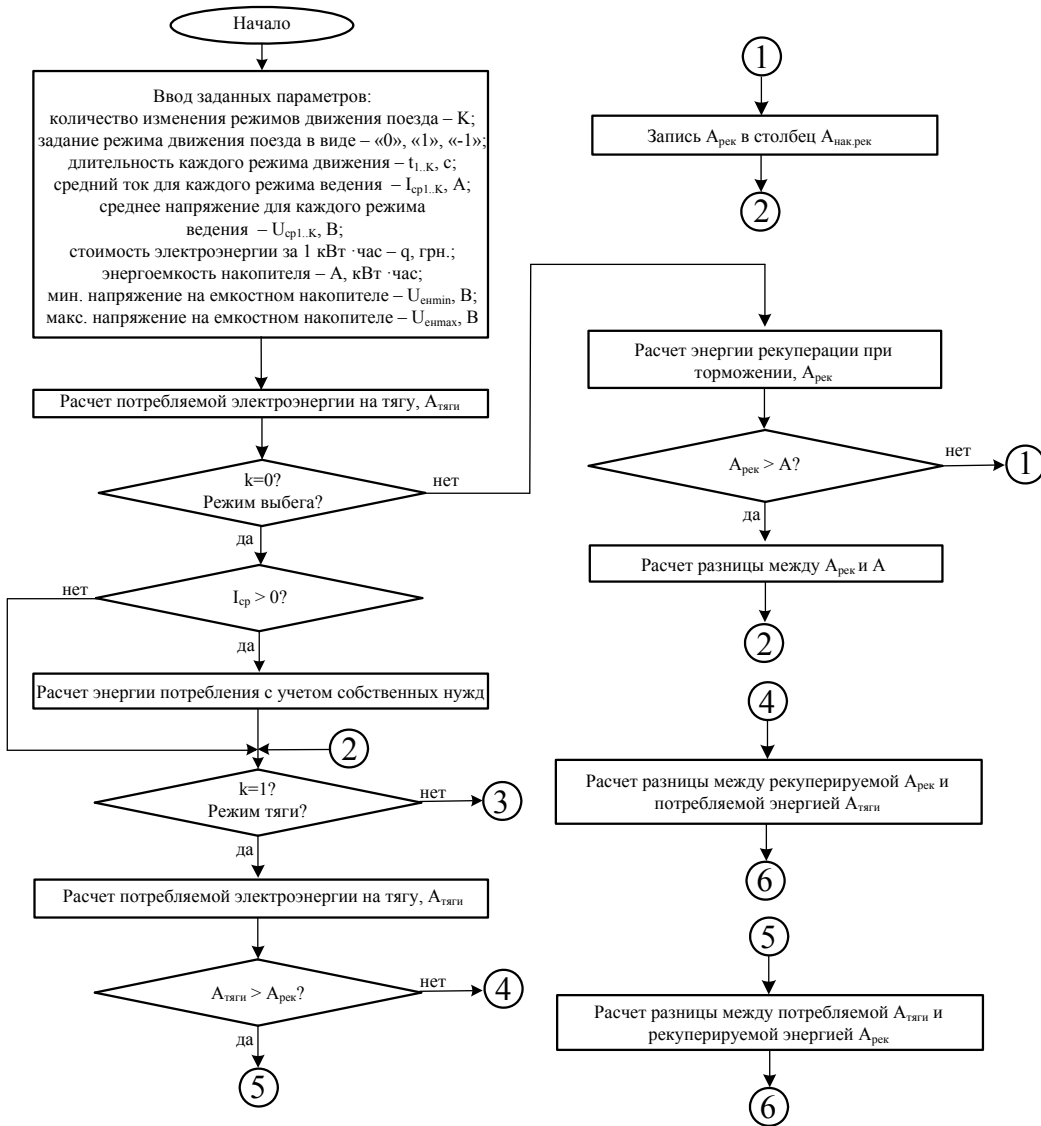 Начало
Ввод заданных параметров:
количество изменения режимов движения поезда – K;
задание режима движения поезда в виде – «0», «1», «-1»;
длительность каждого режима движения – t1..K, с;
средний ток для каждого режима ведения – Iср1..K, А;
среднее напряжение для каждого режима
ведения – Uср1..K, В;
стоимость электроэнергии за 1 кВт ·час – q, грн.;
энергоемкость накопителя – А, кВт ·час;
мин. напряжение на емкостном накопителе – Uенmin, В;
макс. напряжение на емкостном накопителе – Uенmax, В
Расчет потребляемой электроэнергии на тягу, Атяги
k=0?
Режим выбега?
нет
да
Iср > 0?
нет
да
Расчет энергии потребления с учетом собственных нужд
2
k=1?
Режим тяги?
нет
3
да
Расчет потребляемой электроэнергии на тягу, Атяги
Атяги > Арек?
нет
4
да
5
1
Запись Арек в столбец Анак.рек
2
Расчет энергии рекуперации при
торможении, Арек
Арек > А?
нет
1
да
Расчет разницы между Арек и А
2
4
Расчет разницы между рекуперируемой Арек и
потребляемой энергией Атяги
6
5
Расчет разницы между потребляемой Атяги и
рекуперируемой энергией Арек
6